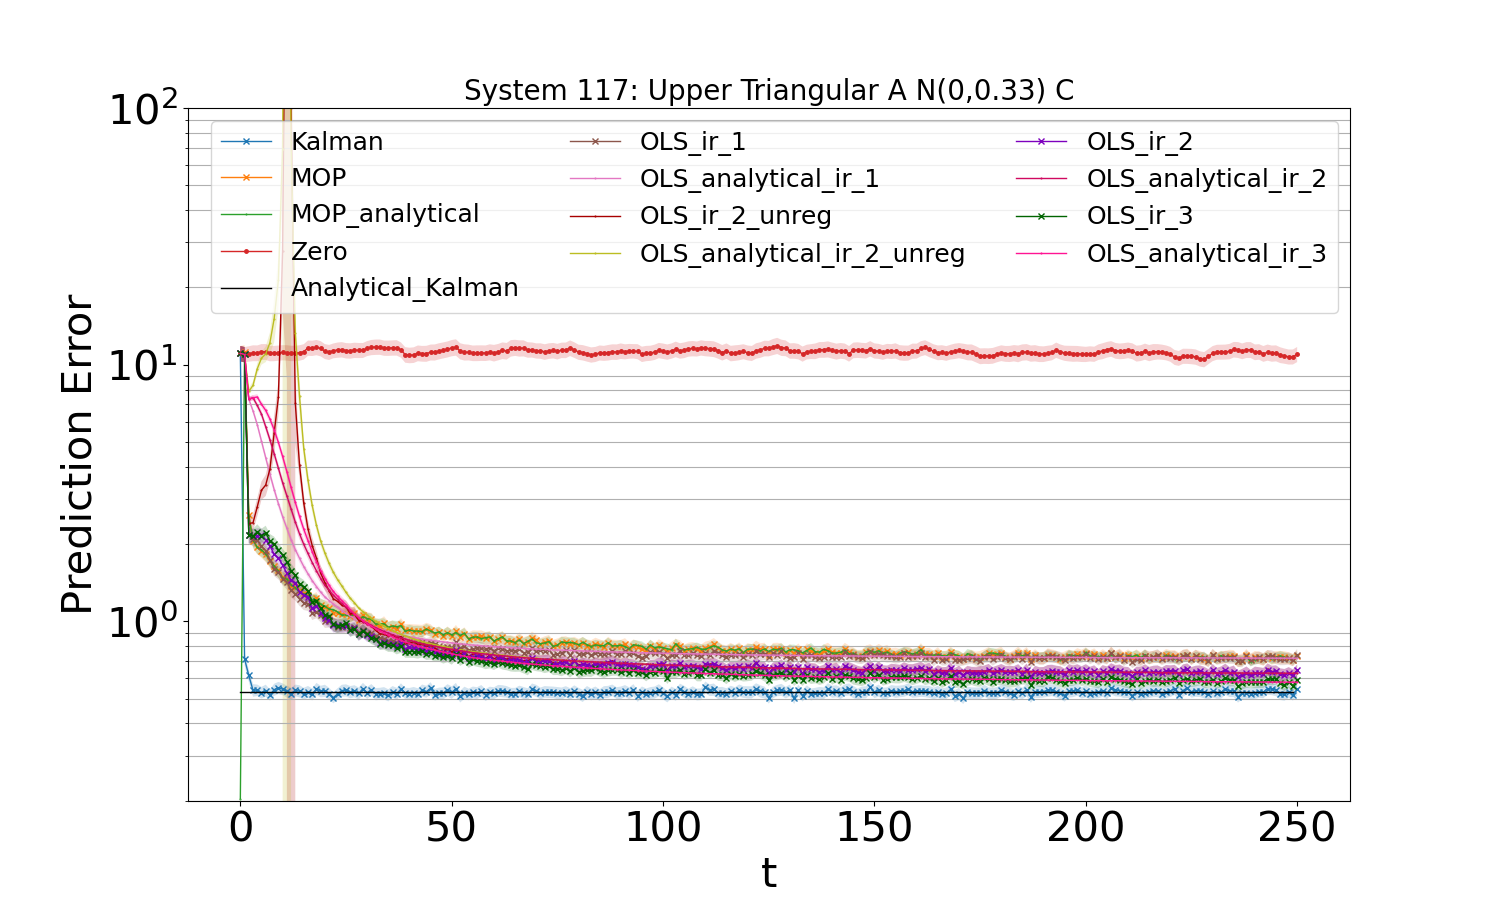 System 117: Upper Triangular A N(0,0.33) C
10²
10¹
10⁰
Prediction Error
Kalman
MOP
MOP_analytical
Zero
Analytical_Kalman
OLS_ir_1
OLS_analytical_ir_1
OLS_ir_2_unreg
OLS_analytical_ir_2_unreg
OLS_ir_2
OLS_analytical_ir_2
OLS_ir_3
OLS_analytical_ir_3
0 50 100 150 200 250
t